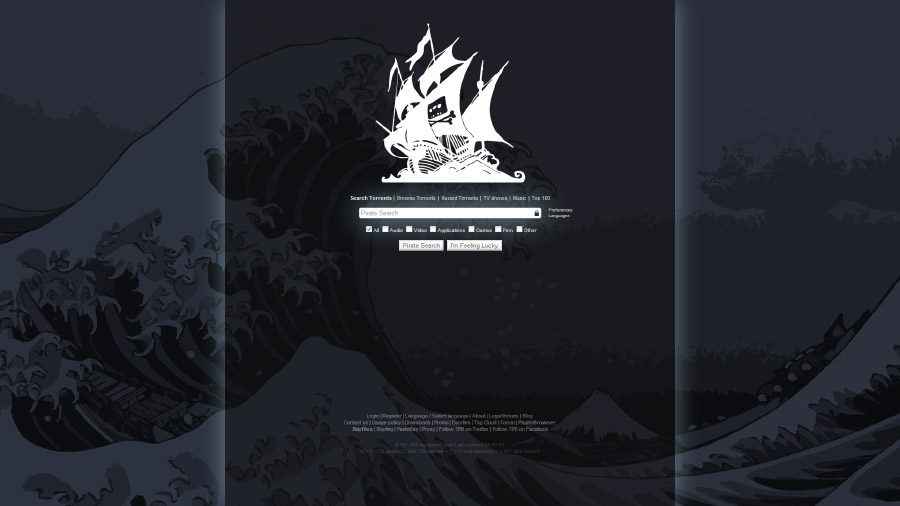 Search Torrents | Browse Torrents | Recent Torrents | TV shows | Music | Top 100
Pirate Search
Preferences
Languages
All Audio Video Applications Games Porn Other
Pirate Search I'm Feeling Lucky
Login | Register | Language / Select language | About | Legal threats | Blog
Contact us | Usage policy | Downloads | Promo | Doodles | Tag Cloud | Forum | PirateBrowser
BayFiles | BayImg | PasteBay | Proxy | Follow TPB on Twitter | Follow TPB on Facebook